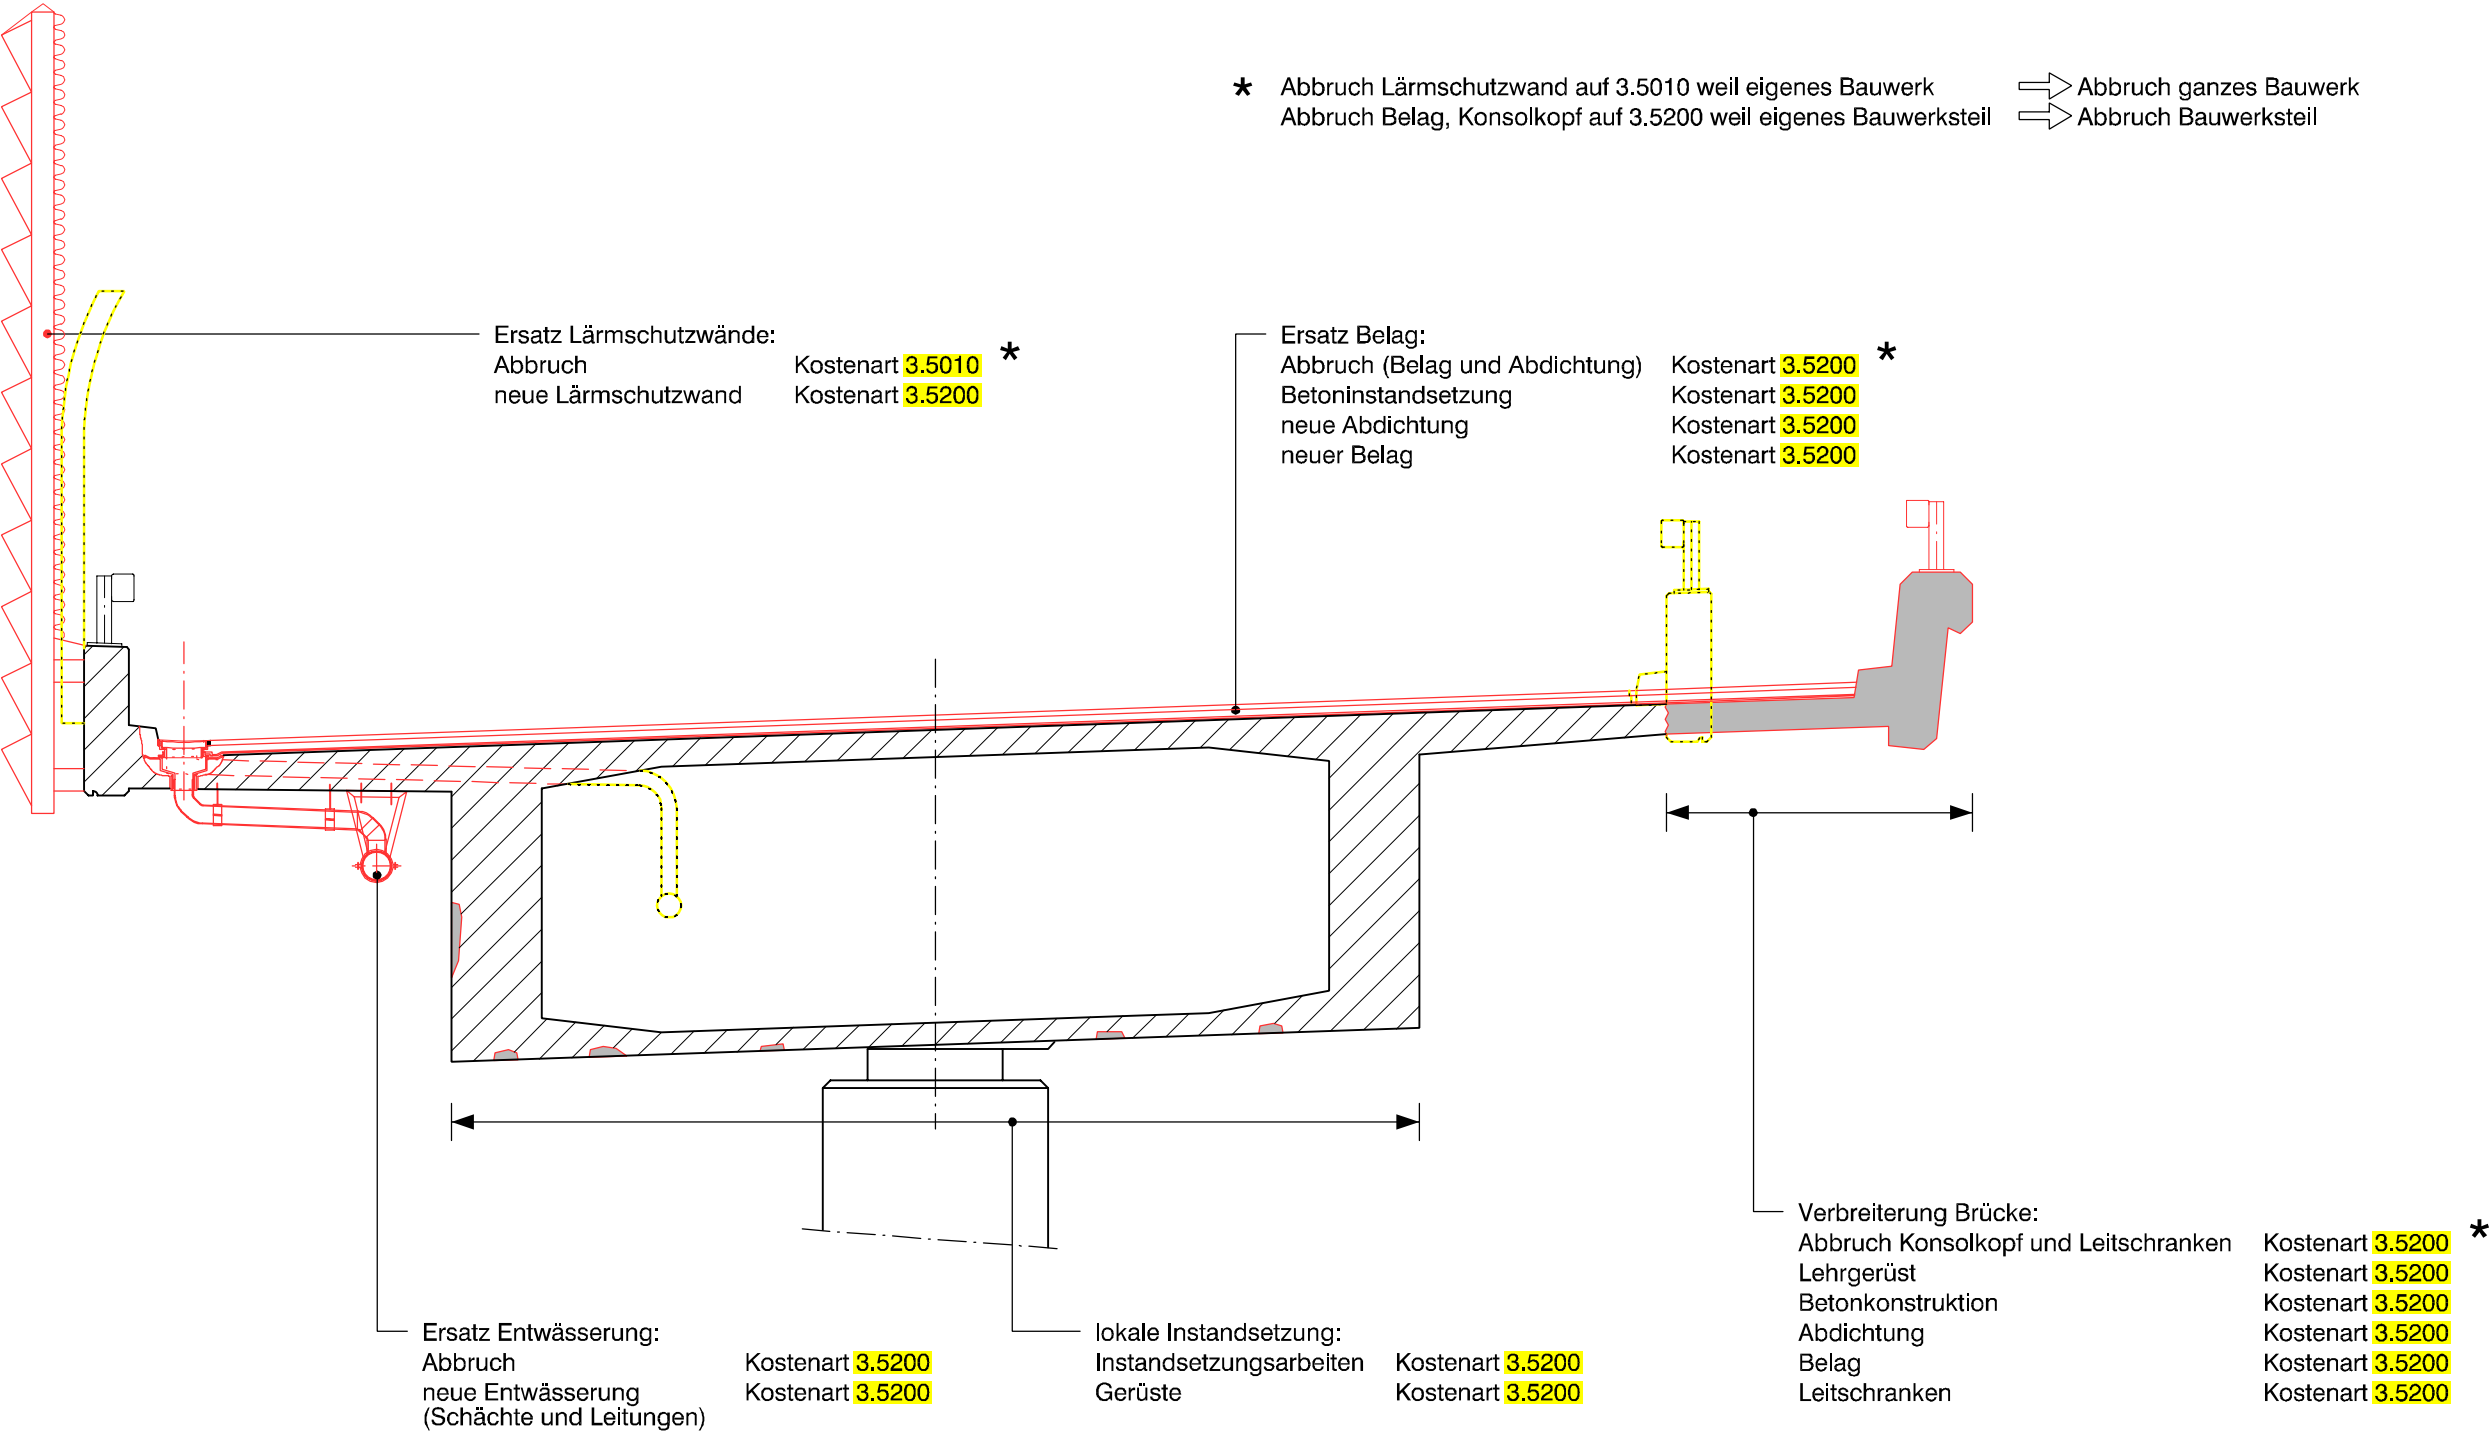 * Abbruch Lärmschutzwand auf 3.5010 weil eigenes Bauwerk Abbruch ganzes Bauwerk
Abbruch Belag, Konsolkopf auf 3.5200 weil eigenes Bauwerksteil Abbruch Bauwerksteil
Ersatz Lärmschutzwände:
Abbruch Kostenart 3.5010 *
neue Lärmschutzwand Kostenart 3.5200
Ersatz Belag:
Abbruch (Belag und Abdichtung) Kostenart 3.5200 *
Betoninstandsetzung Kostenart 3.5200
neue Abdichtung Kostenart 3.5200
neuer Belag Kostenart 3.5200
Verbreiterung Brücke:
Abbruch Konsolkopf und Leitschranken Kostenart 3.5200 *
Lehrgerüst Kostenart 3.5200
Betonkonstruktion Kostenart 3.5200
Abdichtung Kostenart 3.5200
Belag Kostenart 3.5200
Leitschranken Kostenart 3.5200
Ersatz Entwässerung:
Abbruch Kostenart 3.5200
neue Entwässerung Kostenart 3.5200
(Schächte und Leitungen)
lokale Instandsetzung:
Instandsetzungsarbeiten Kostenart 3.5200
Gerüste Kostenart 3.5200